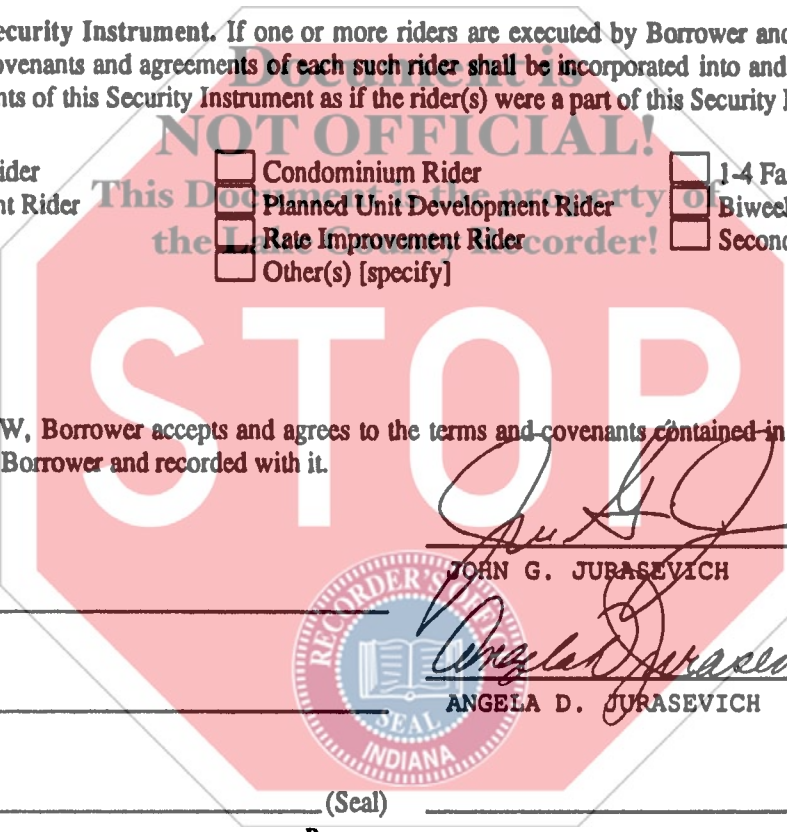 ecurity Instrument. If one or more riders are executed by Borrower and
ovenants and agreements of each such rider shall be incorporated into and
nts of this Security Instrument as if the rider(s) were a part of this Security I
Document is
NOT OFFICIAL!
This Document is the property of
the Lake County Recorder!
ider Condominium Rider 1-4 Fa
nt Rider Planned Unit Development Rider Biweek
Rate Improvement Rider Second
Other(s) [specify]
STOP
W, Borrower accepts and agrees to the terms and covenants contained in
Borrower and recorded with it.
JOHN G. JURASEVICH
Angela D Jurasev
ANGELA D. JURASEVICH
RECORDER'S OFFICE
SEAL
INDIANA
(Seal)